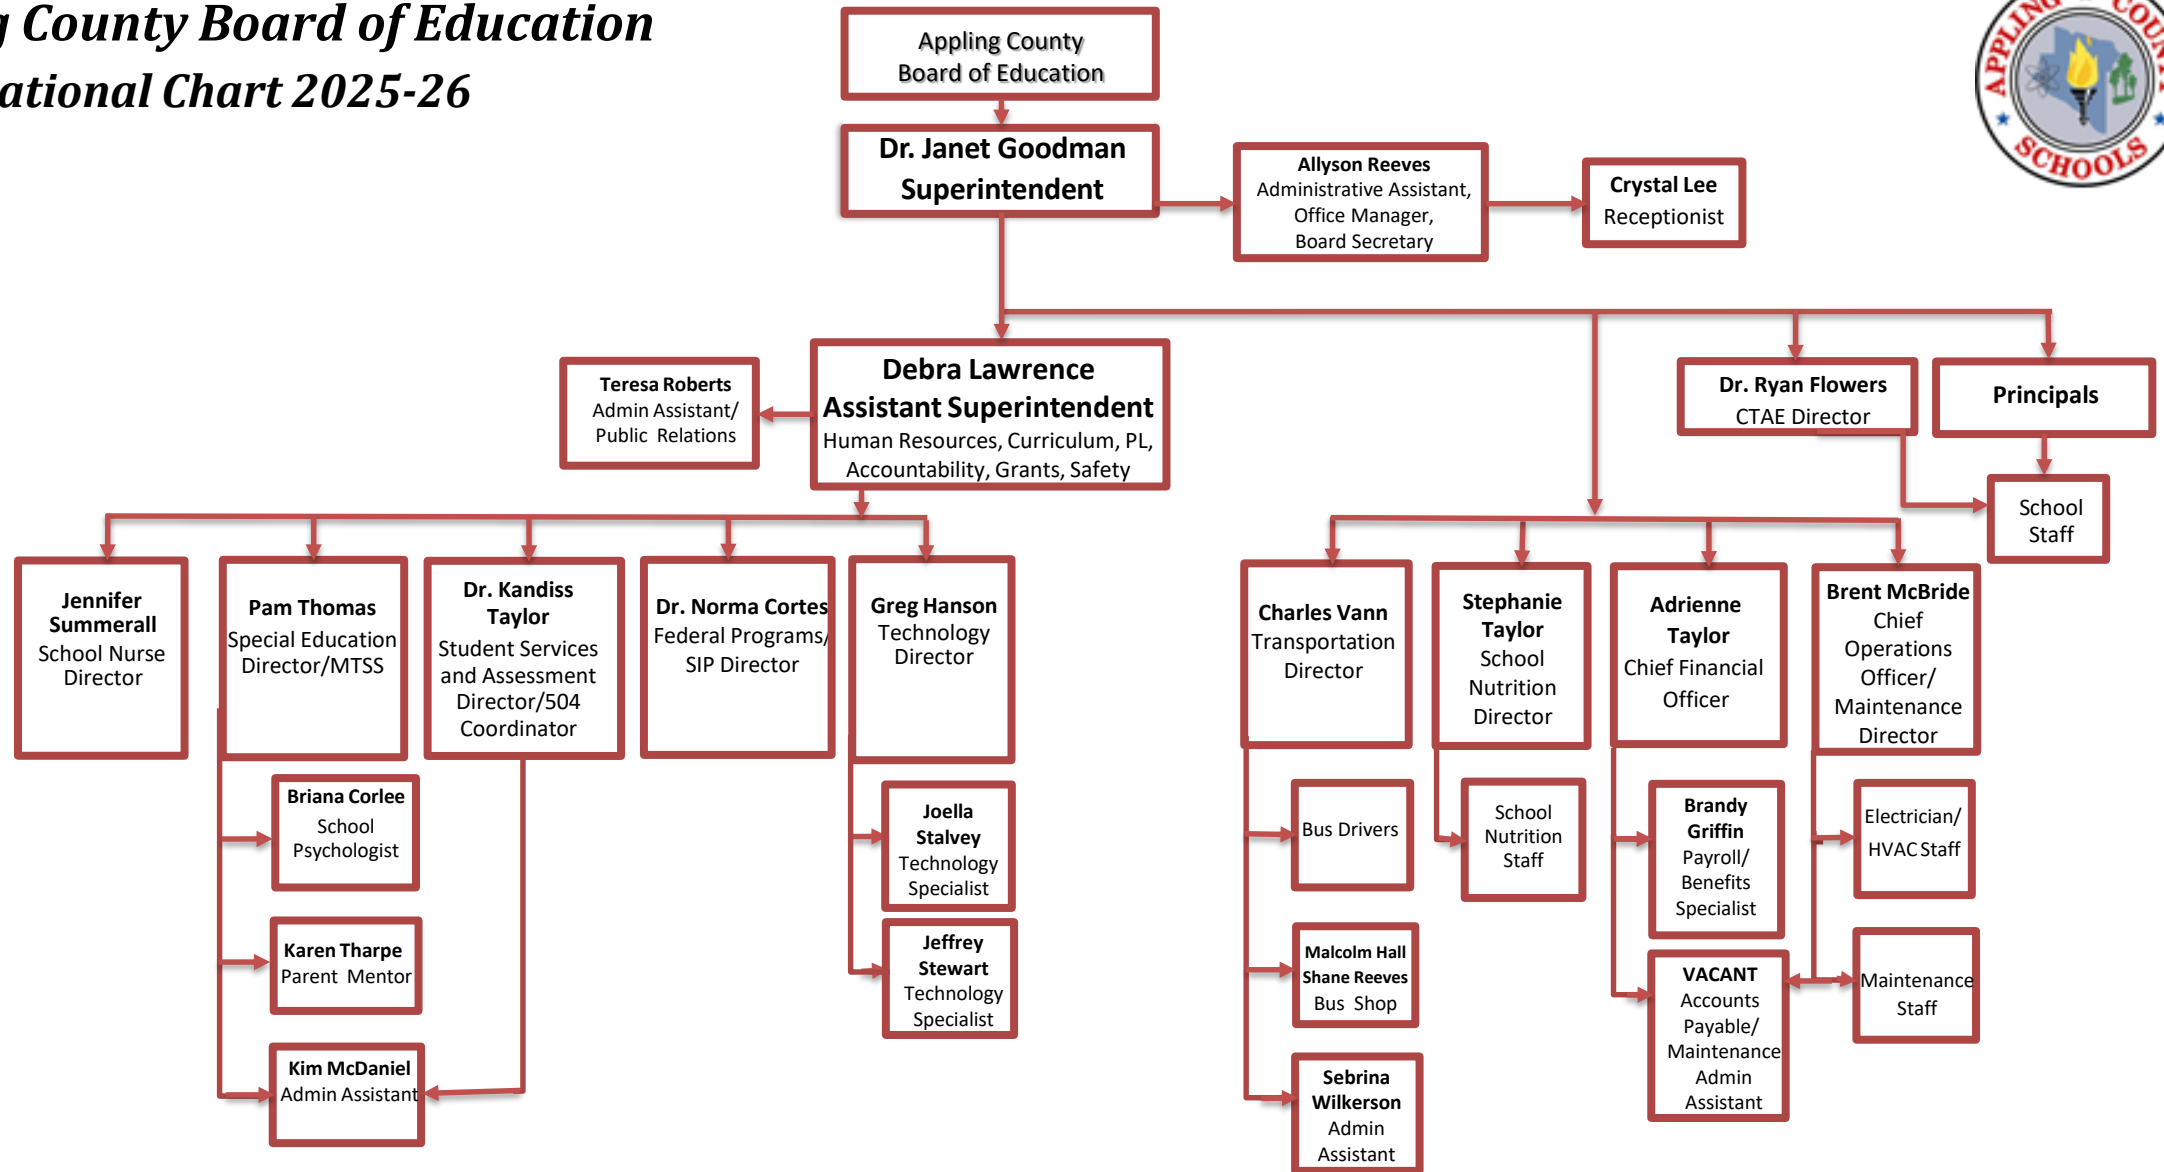 g County Board of Education
ational Chart 2025-26
Appling County
Board of Education
APPLING COUNTY
SCHOOLS
Dr. Janet Goodman
Superintendent
Allyson Reeves
Administrative Assistant,
Office Manager,
Board Secretary
Crystal Lee
Receptionist
Teresa Roberts
Admin Assistant/
Public Relations
Debra Lawrence
Assistant Superintendent
Human Resources, Curriculum, PL,
Accountability, Grants, Safety
Dr. Ryan Flowers
CTAE Director
Principals
School
Staff
Jennifer
Summerall
School Nurse
Director
Pam Thomas
Special Education
Director/MTSS
Dr. Kandiss
Taylor
Student Services
and Assessment
Director/504
Coordinator
Dr. Norma Cortes
Federal Programs/
SIP Director
Greg Hanson
Technology
Director
Charles Vann
Transportation
Director
Stephanie
Taylor
School
Nutrition
Director
Adrienne
Taylor
Chief Financial
Officer
Brent McBride
Chief
Operations
Officer/
Maintenance
Director
Briana Corlee
School
Psychologist
Karen Tharpe
Parent Mentor
Kim McDaniel
Admin Assistant
Joella
Stalvey
Technology
Specialist
Jeffrey
Stewart
Technology
Specialist
Bus Drivers
Malcolm Hall
Shane Reeves
Bus Shop
Sebrina
Wilkerson
Admin
Assistant
School
Nutrition
Staff
Brandy
Griffin
Payroll/
Benefits
Specialist
VACANT
Accounts
Payable/
Maintenance
Admin
Assistant
Electrician/
HVAC Staff
Maintenance
Staff